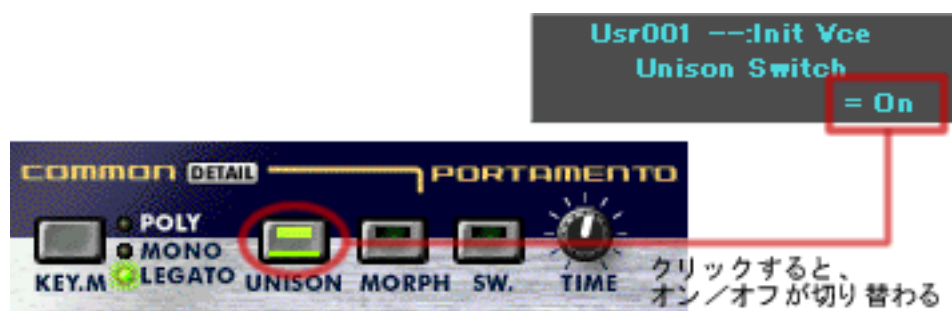 Usr001 --:Init Vce
Unison Switch
= On
COMMON DETAIL PORTAMENTO
POLY
MONO
LEGATO
KEY.M UNISON MORPH SW. TIME
クリックすると、
オン／オフが切り替わる